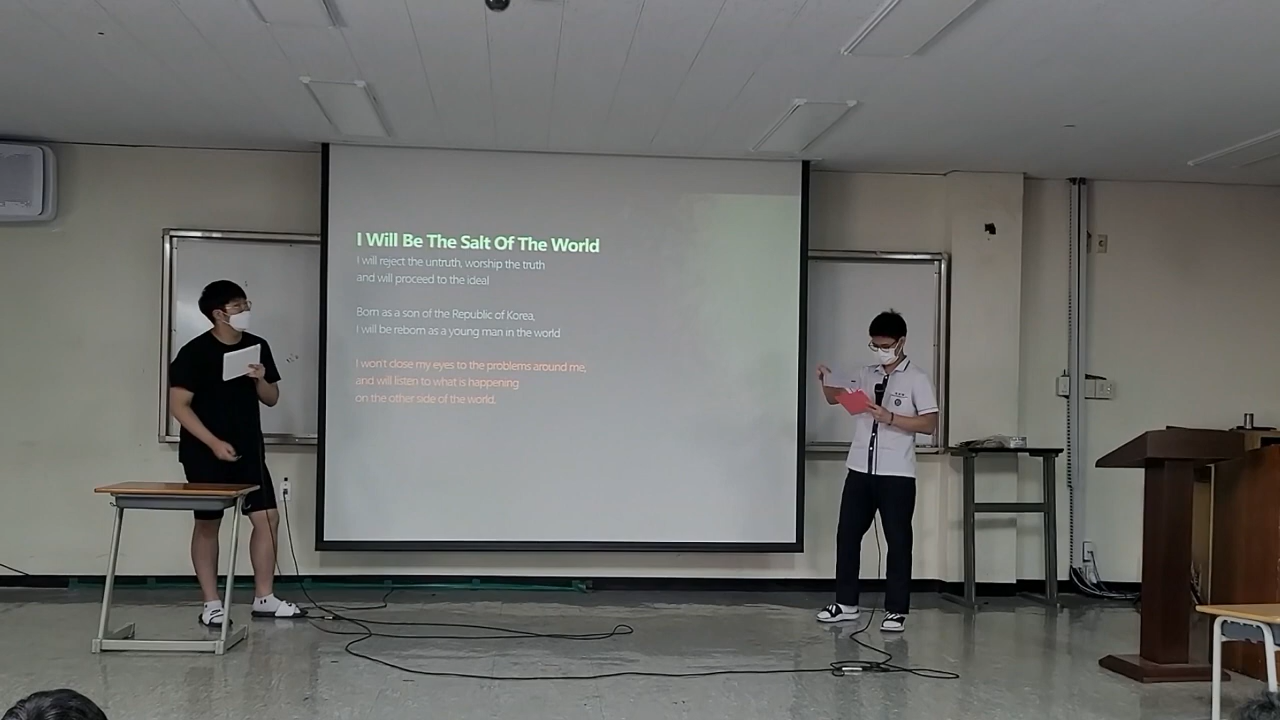 I Will Be The Salt Of The World
I will reject the untruth, worship the truth
and will proceed to the ideal
Born as a son of the Republic of Korea,
I will be reborn as a young man in the world
I won't close my eyes to the problems around me,
and will listen to what is happening
on the other side of the world.